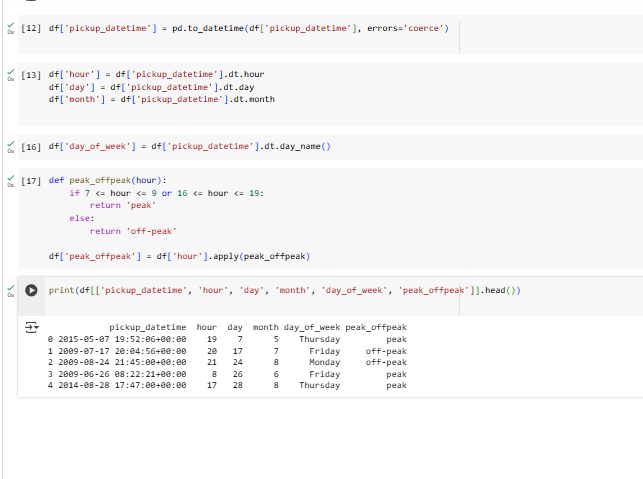 [12] df['pickup_datetime'] = pd.to_datetime(df['pickup_datetime'], errors='coerce')
0s
[13] df['hour'] = df['pickup_datetime'].dt.hour
0s
df['day'] = df['pickup_datetime'].dt.day
df['month'] = df['pickup_datetime'].dt.month
[16] df['day_of_week'] = df['pickup_datetime'].dt.day_name()
0s
[17] def peak_offpeak(hour):
0s
if 7 <= hour <= 9 or 16 <= hour <= 19:
return 'peak'
else:
return 'off-peak'
df['peak_offpeak'] = df['hour'].apply(peak_offpeak)
print(df[['pickup_datetime', 'hour', 'day', 'month', 'day_of_week', 'peak_offpeak']].head())
0s
pickup_datetime hour day month day_of_week peak_offpeak
0 2015-05-07 19:52:06+00:00 19 7 5 Thursday peak
1 2009-07-17 20:04:56+00:00 20 17 7 Friday off-peak
2 2009-08-24 21:45:00+00:00 21 24 8 Monday off-peak
3 2009-06-26 08:22:21+00:00 8 26 6 Friday peak
4 2014-08-28 17:47:00+00:00 17 28 8 Thursday peak